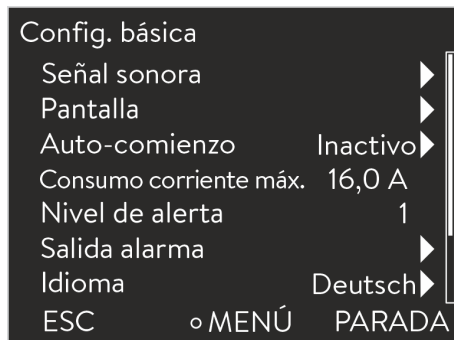 Config. básica
Señal sonora
Pantalla
Auto-comienzo Inactivo
Consumo corriente máx. 16,0 A
Nivel de alerta 1
Salida alarma
Idioma Deutsch
ESC MENÚ PARADA